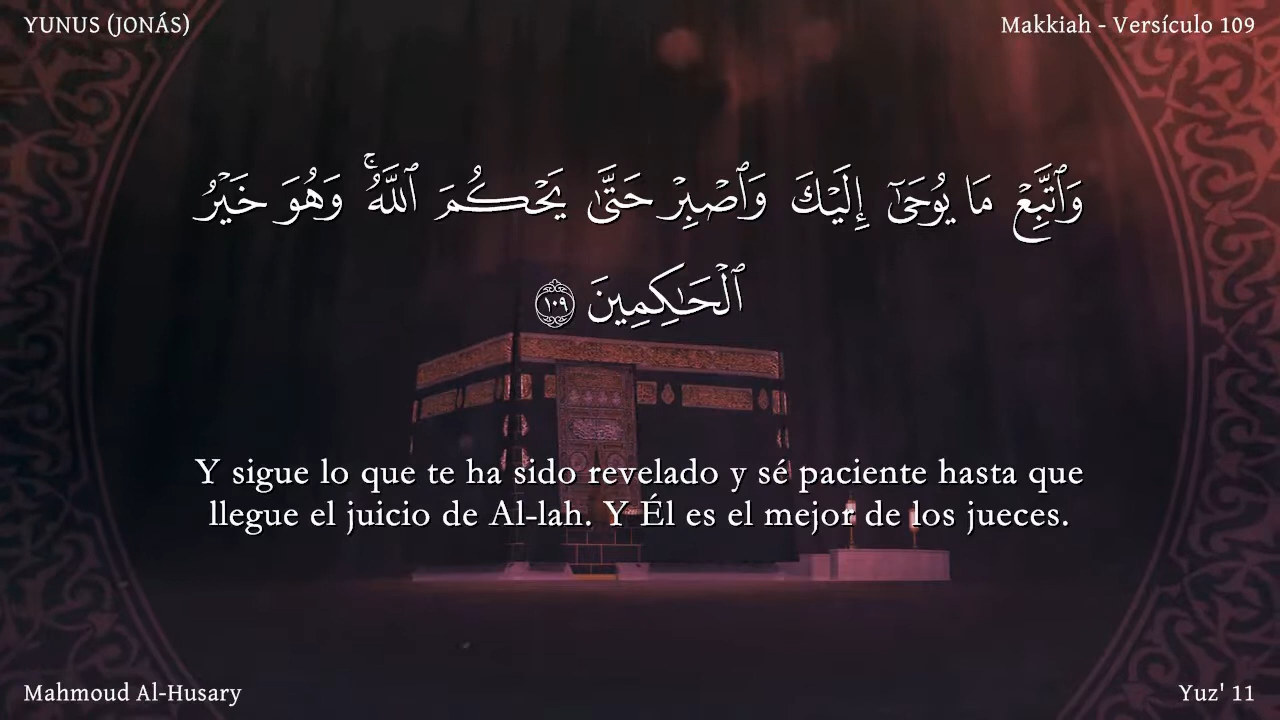 YUNUS (JONÁS)
Makkiah - Versículo 109
وَٱتَّبِعْ مَا يُوحَىٰٓ إِلَيْكَ وَٱصْبِرْ حَتَّىٰ يَحْكُمَ ٱللَّهُ ۚ وَهُوَ خَيْرُ
ٱلْحَـٰكِمِينَ ١٠٩
Y sigue lo que te ha sido revelado y sé paciente hasta que
llegue el juicio de Al-lah. Y Él es el mejor de los jueces.
Mahmoud Al-Husary
Yuz' 11